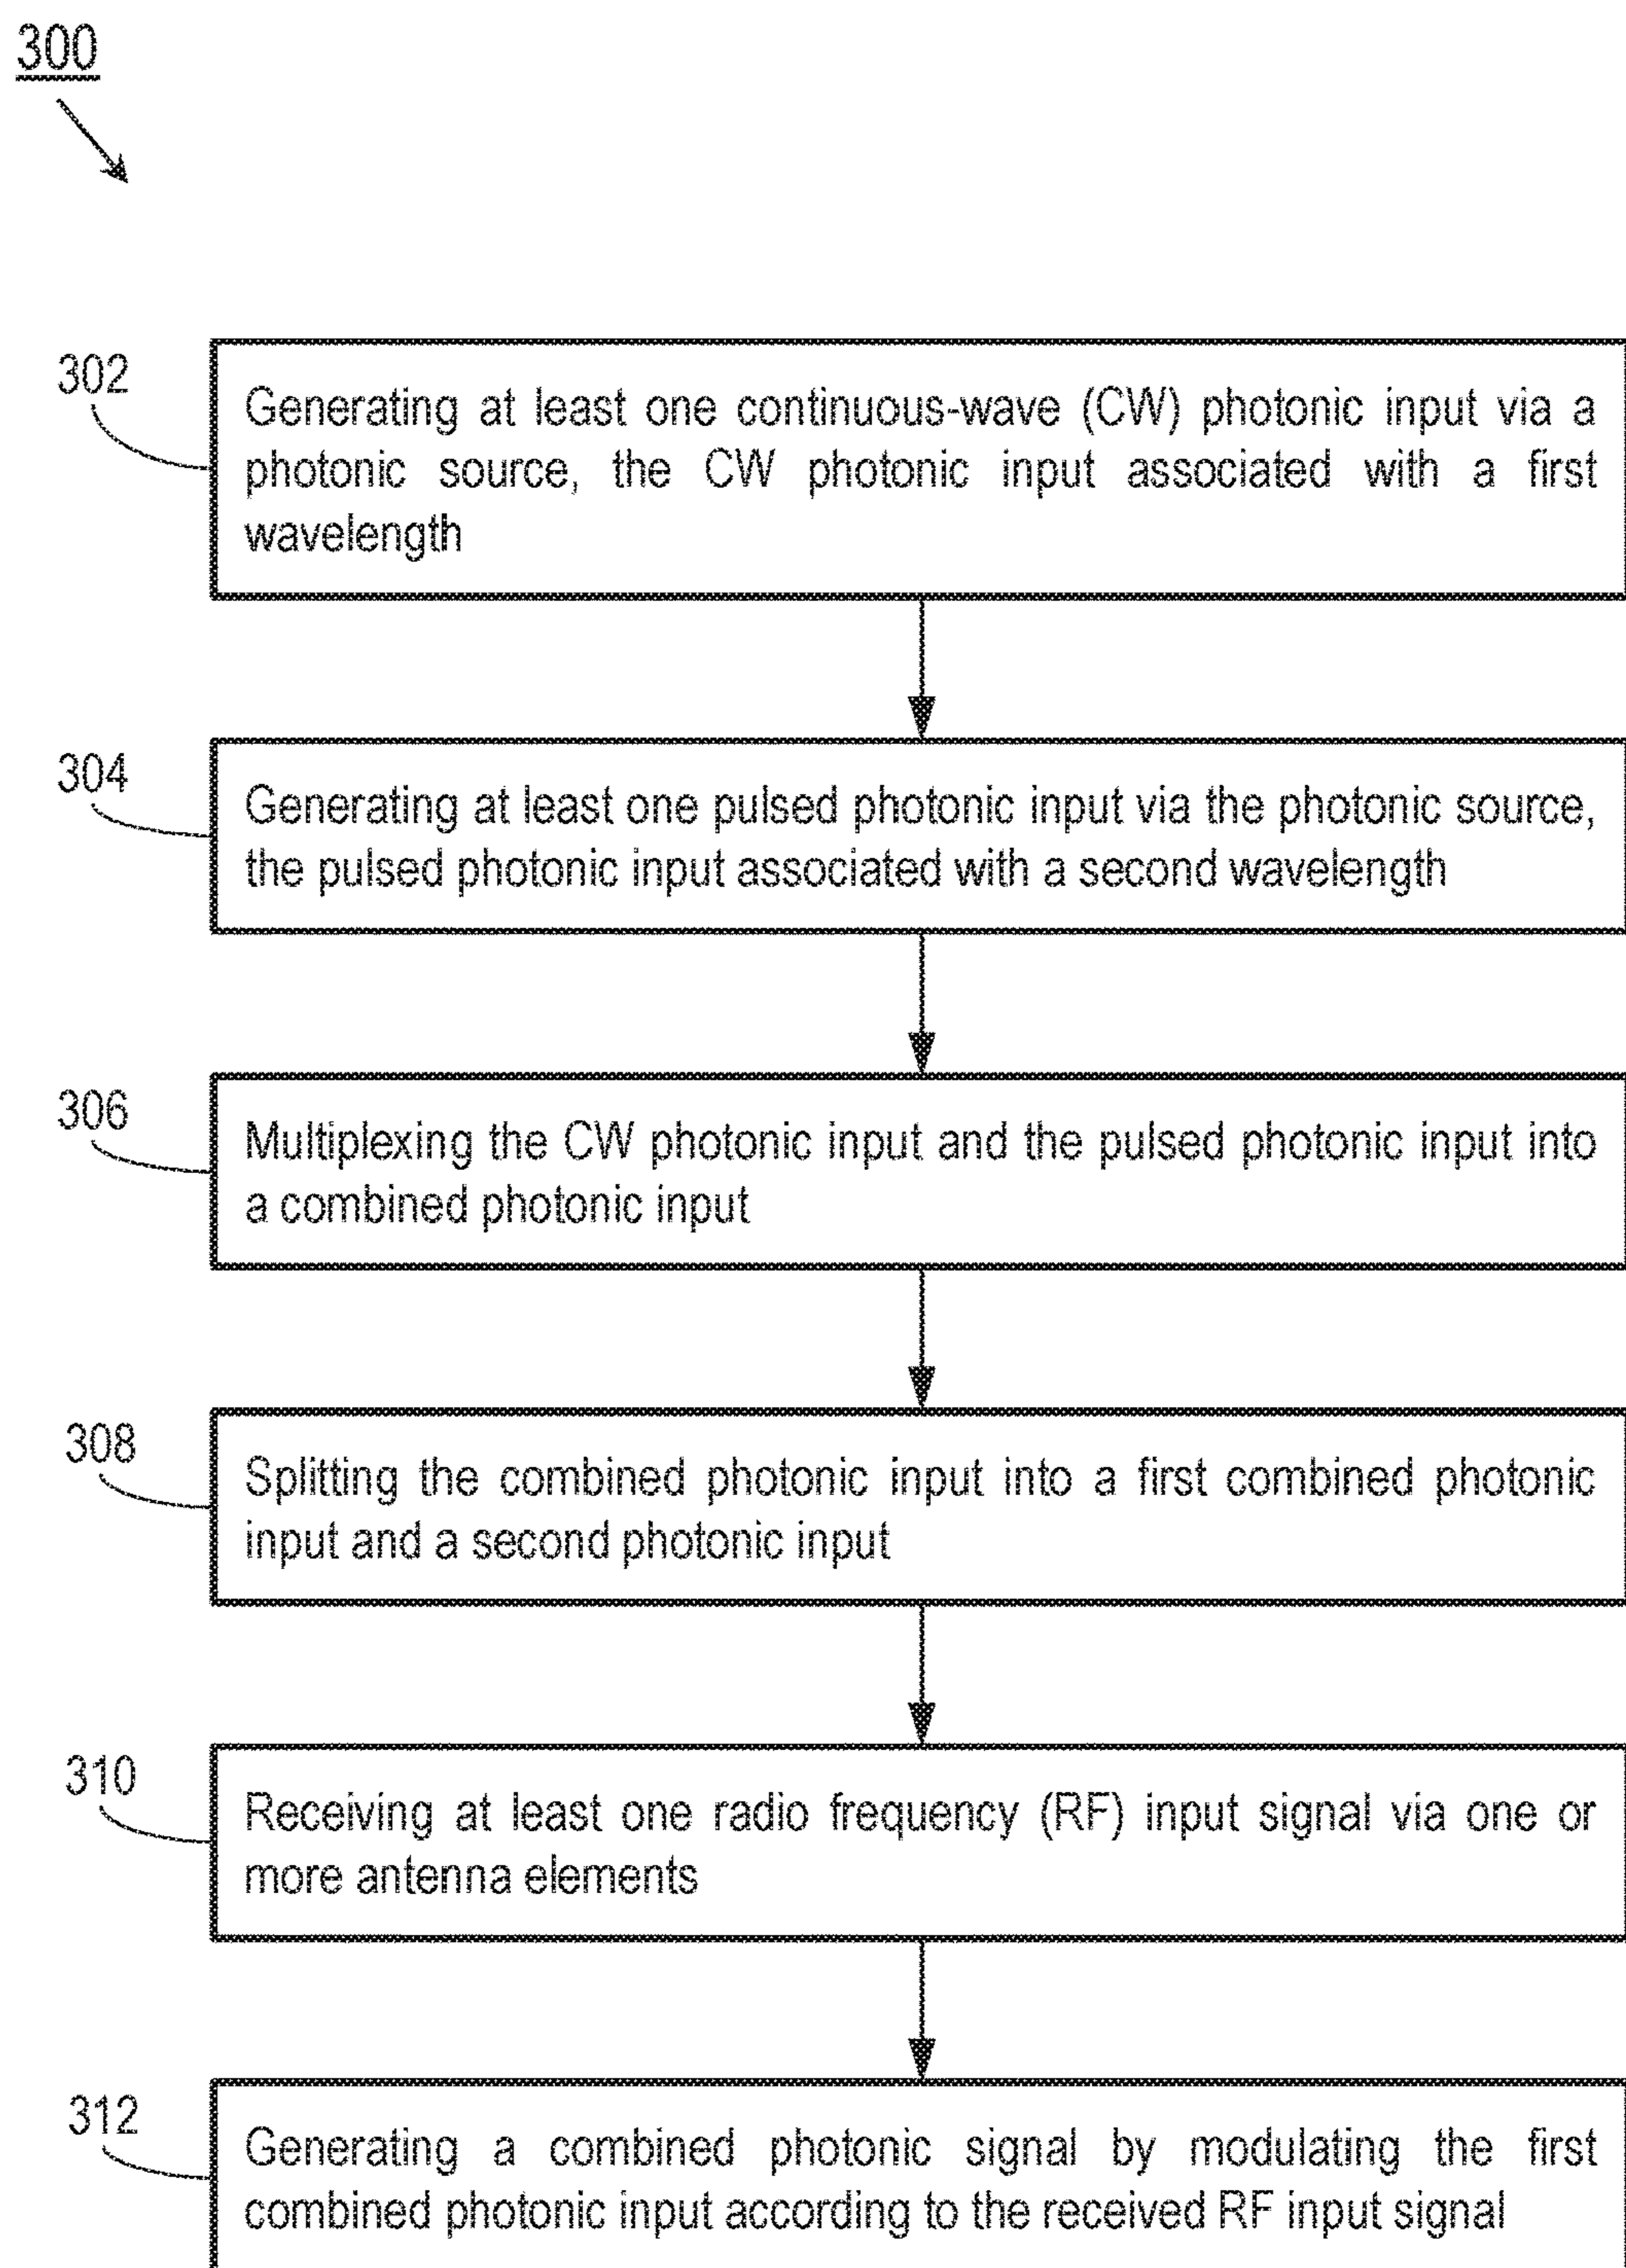 300
302
Generating at least one continuous-wave (CW) photonic input via a
photonic source, the CW photonic input associated with a first
wavelength
304
Generating at least one pulsed photonic input via the photonic source,
the pulsed photonic input associated with a second wavelength
306
Multiplexing the CW photonic input and the pulsed photonic input into
a combined photonic input
308
Splitting the combined photonic input into a first combined photonic
input and a second photonic input
310
Receiving at least one radio frequency (RF) input signal via one or
more antenna elements
312
Generating a combined photonic signal by modulating the first
combined photonic input according to the received RF input signal